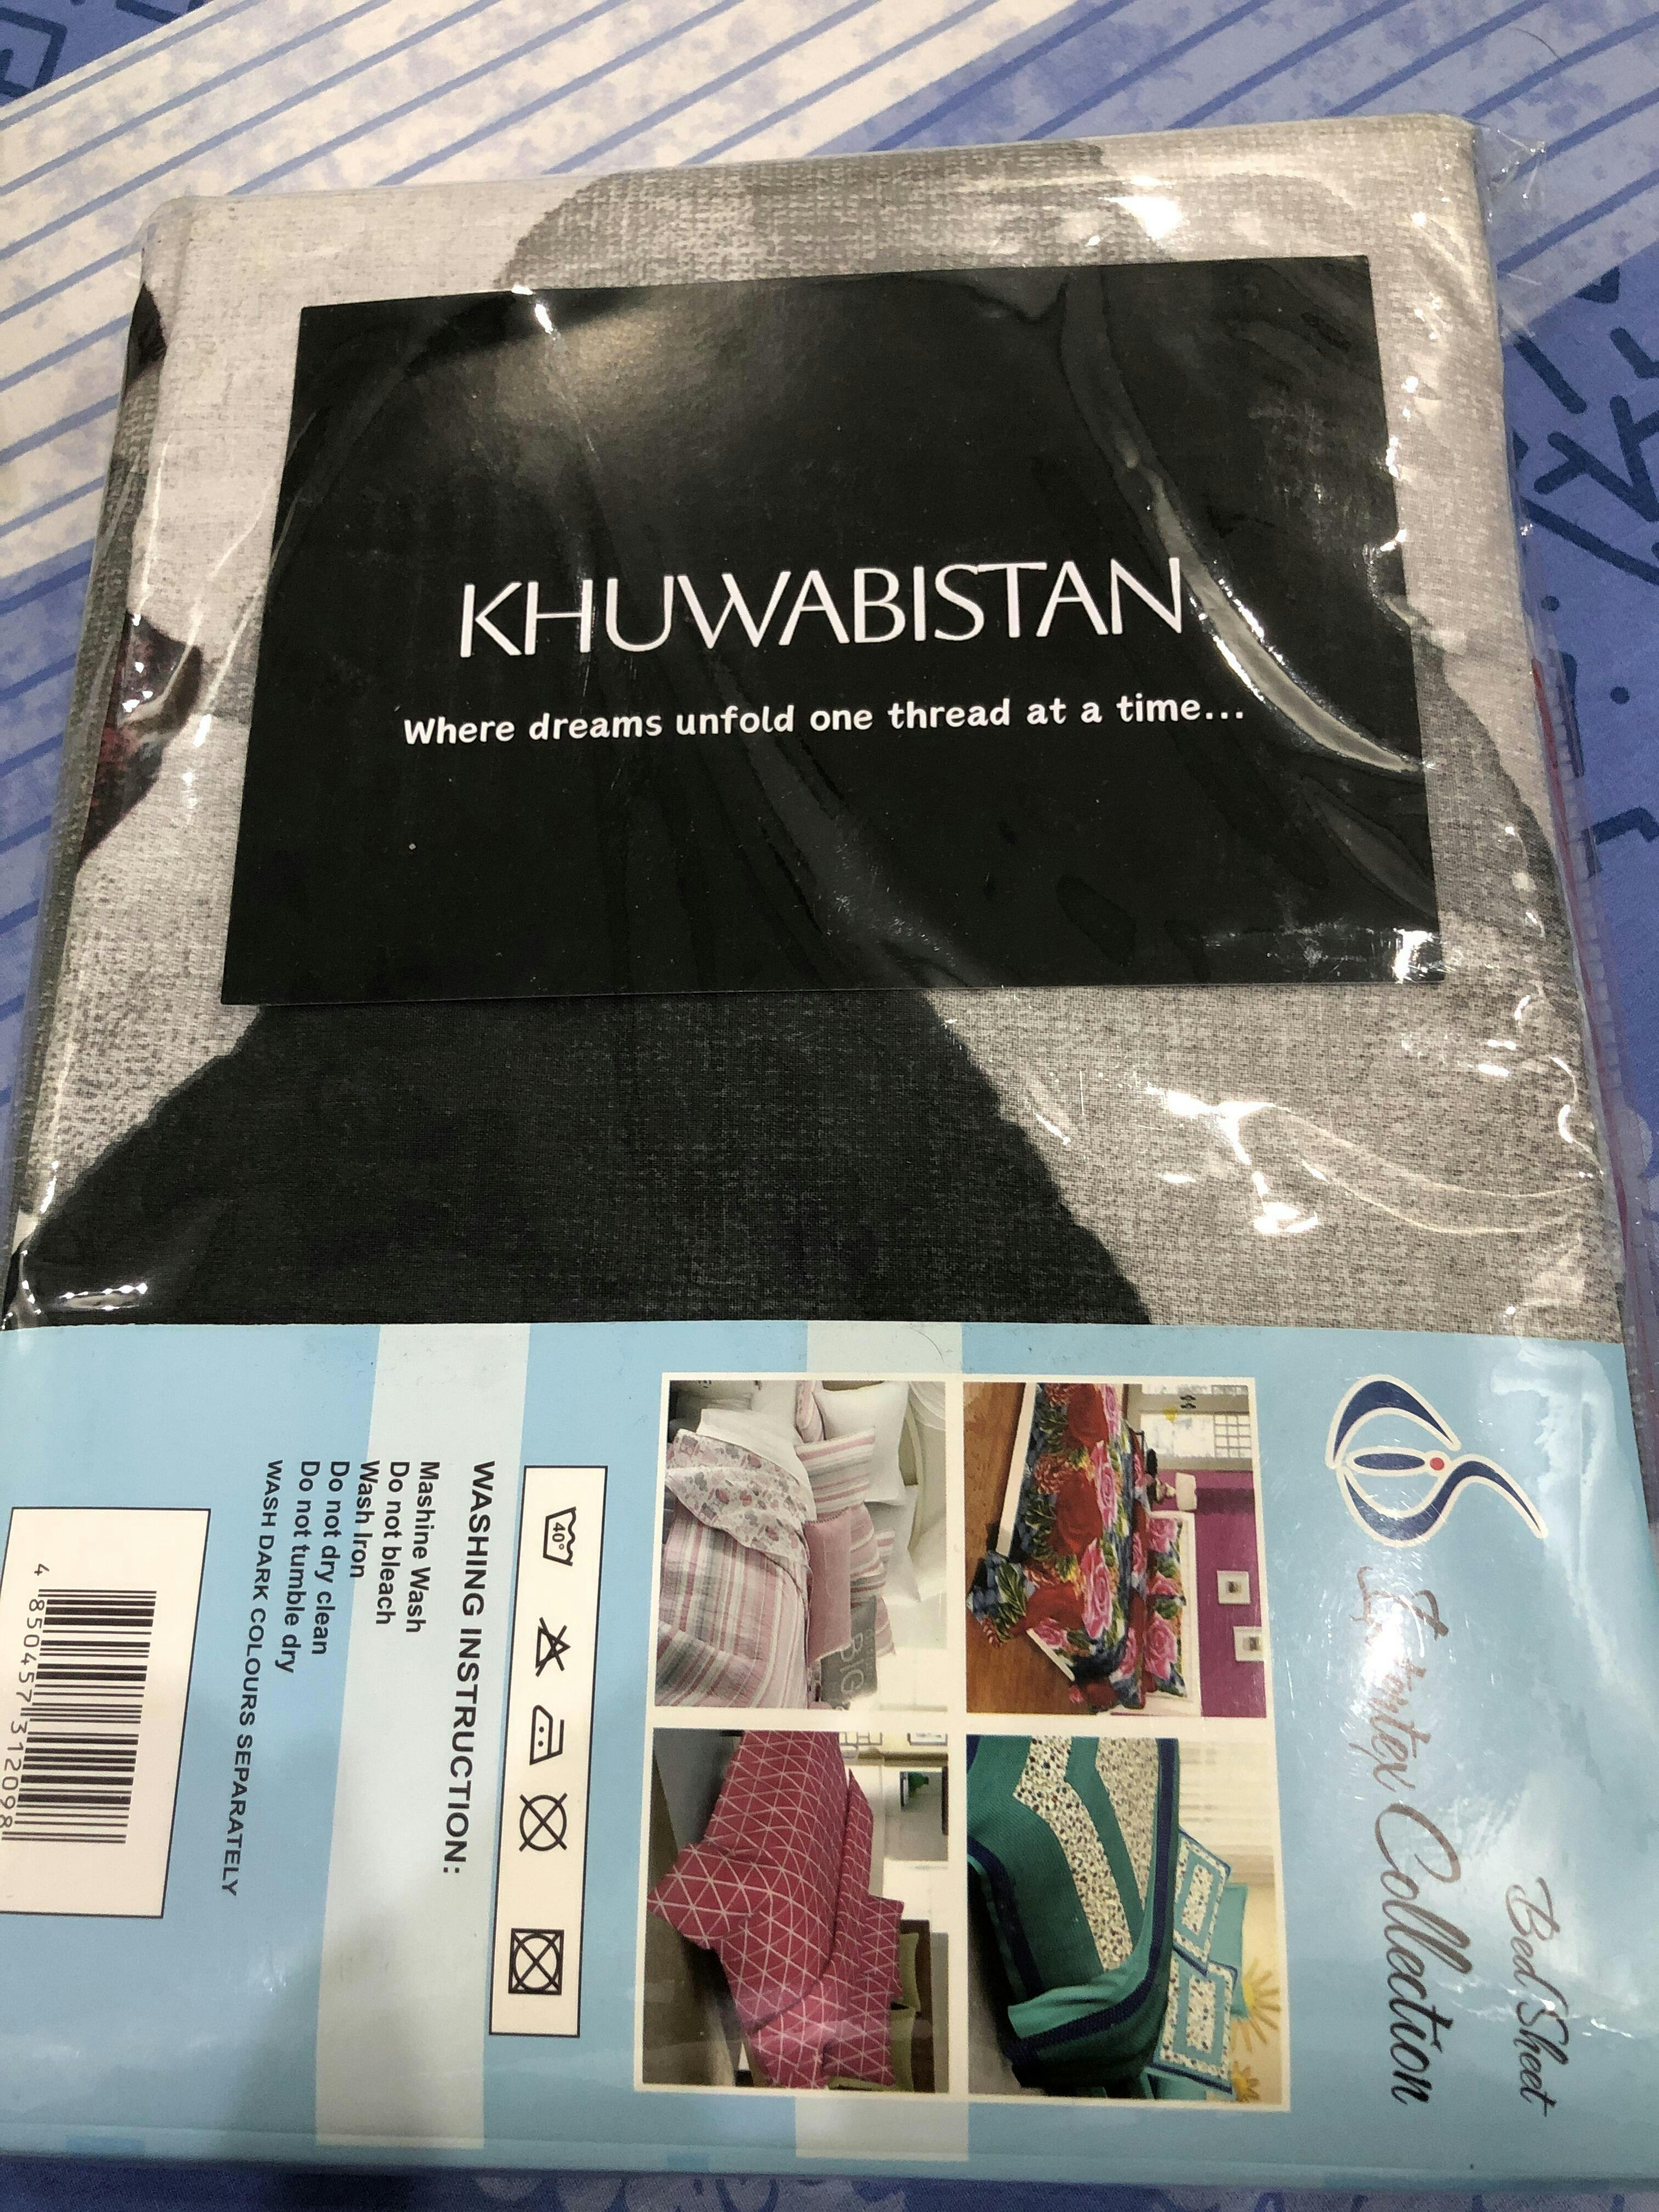 KHUWABISTAN
Where dreams unfold one thread at a time...
Bed Sheet
Collection
40°
WASHING INSTRUCTION:
Mashine Wash
Do not bleach
Wash Iron
Do not dry clean
Do not tumble dry
WASH DARK COLOURS SEPARATELY
4 850457 312098